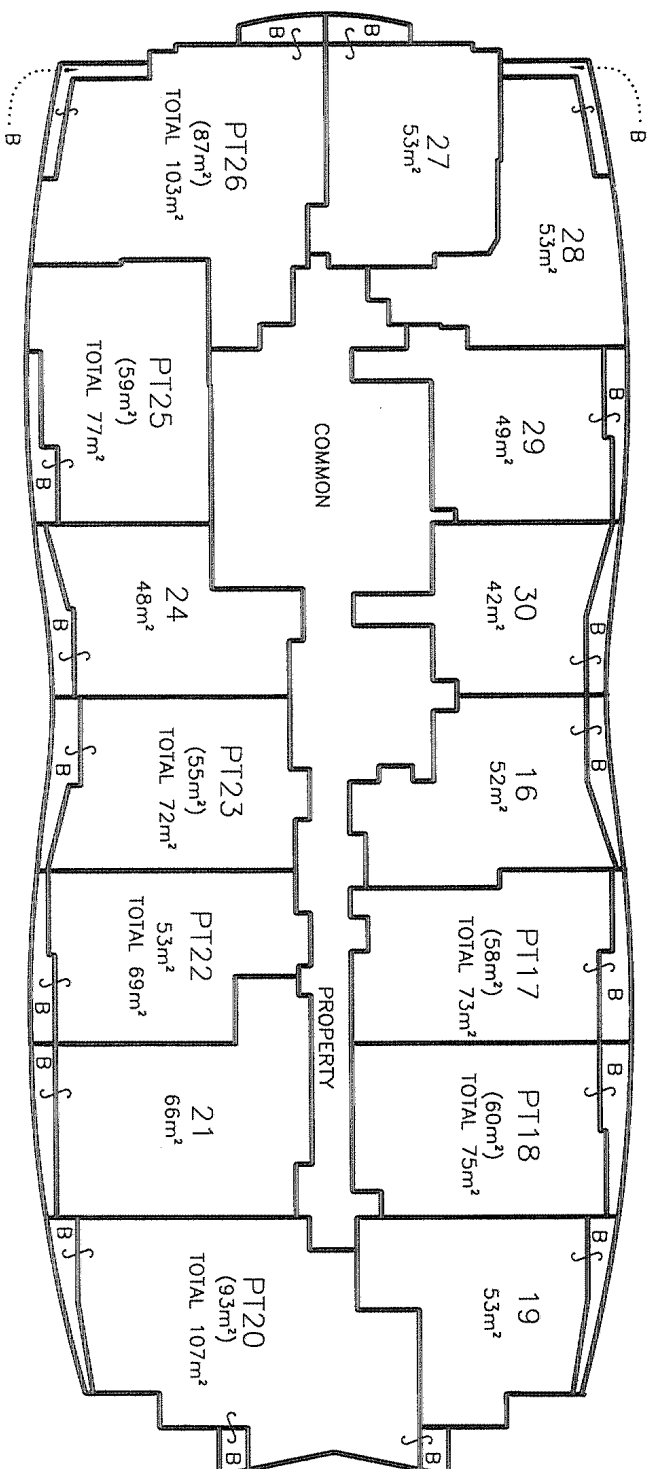 B
B
B
B
B
B
B
28
53m²
29
49m²
30
42m²
16
52m²
PT17
(58m²)
TOTAL 73m²
PT18
(60m²)
TOTAL 75m²
19
53m²
27
53m²
B
B
B
COMMON
PROPERTY
PT26
(87m²)
TOTAL 103m²
PT25
(59m²)
TOTAL 77m²
24
48m²
PT23
(55m²)
TOTAL 72m²
PT22
53m²
TOTAL 69m²
21
66m²
PT20
(93m²)
TOTAL 107m²
B
B
B
B
B
B
B
B